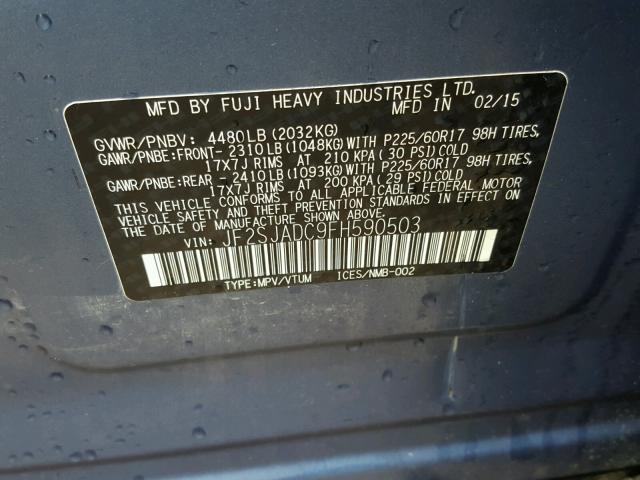 MFD BY FUJI HEAVY INDUSTRIES LTD.
MFD IN 02/15
GVWR/PNBV: 4480LB(2032KG)
GAWR/PNBE:FRONT-2310LB(1048KG)WITH P225/60R17 98H TIRES,
17X7J RIMS AT 210 KPA(30 PSI)COLD
GAWR/PNBE:REAR -2410LB(1093KG)WITH P225/60R17 98H TIRES,
17X7J RIMS AT 200 KPA(29 PSI)COLD
THIS VEHICLE CONFORMS TO ALL APPLICABLE FEDERAL MOTOR
VEHICLE SAFETY AND THEFT PREVENTION STANDARDS IN EFFECT ON
THE DATE OF MANUFACTURE SHOWN ABOVE.
VIN: JF2SJADC9FH590503
TYPE:MPV/VTUM ICES/NMB-002